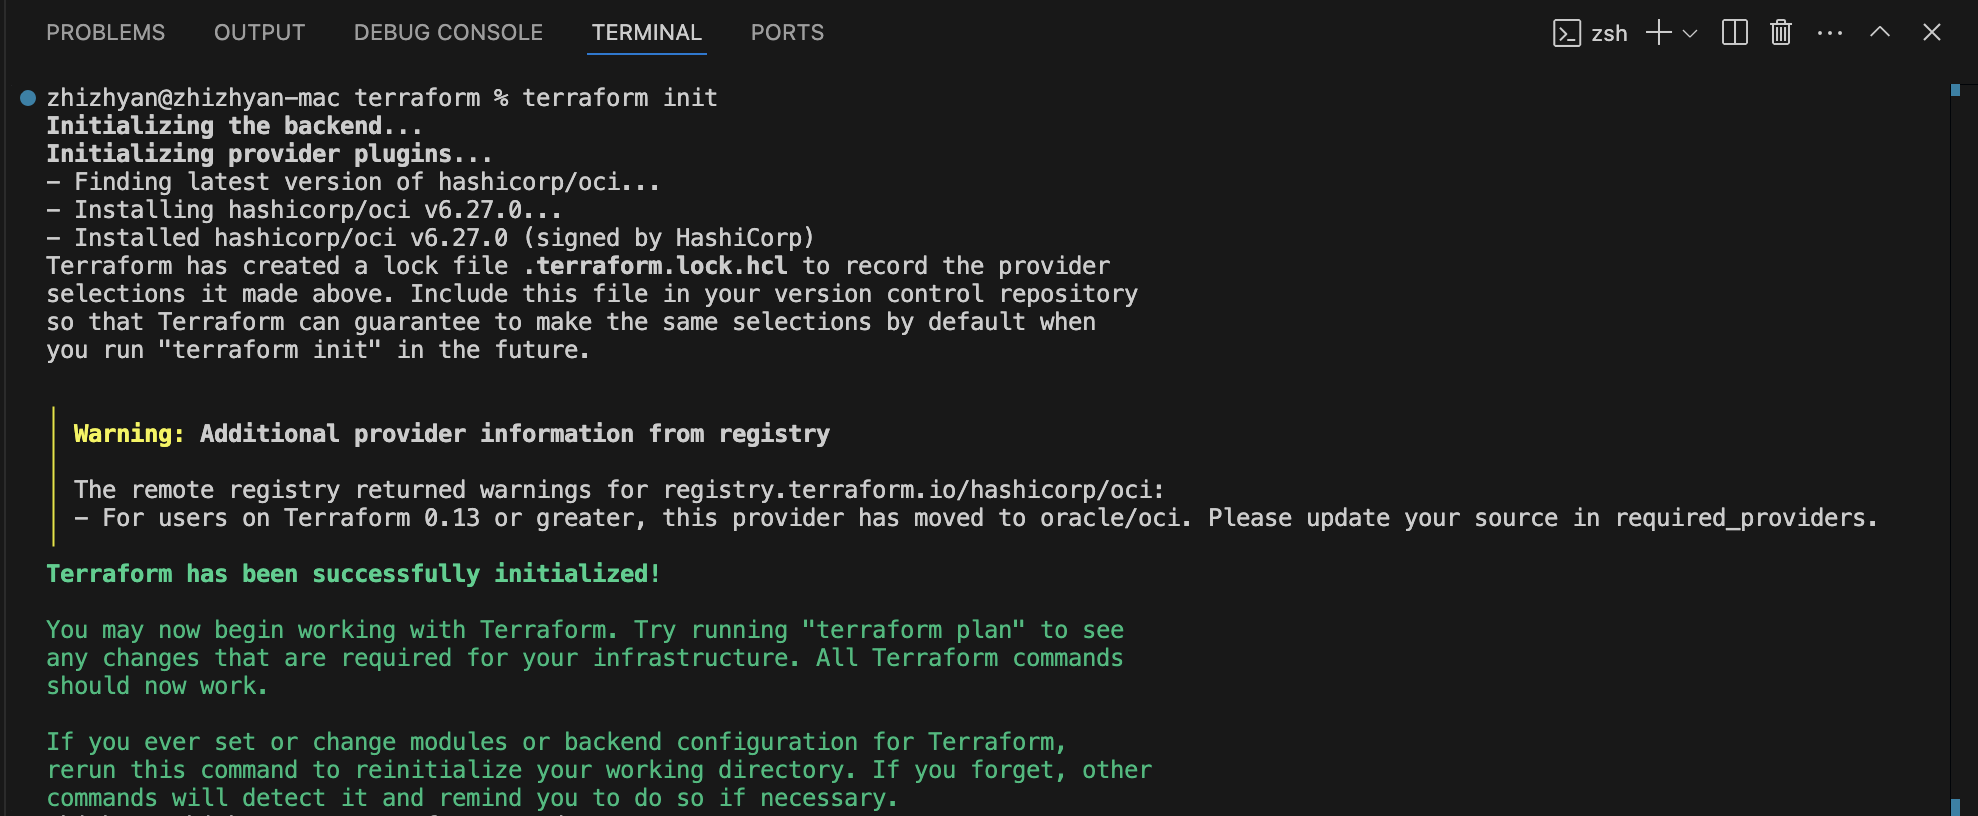 PROBLEMS OUTPUT DEBUG CONSOLE TERMINAL PORTS zsh
zhizhyan@zhizhyan-mac terraform % terraform init
Initializing the backend...
Initializing provider plugins...
- Finding latest version of hashicorp/oci...
- Installing hashicorp/oci v6.27.0...
- Installed hashicorp/oci v6.27.0 (signed by HashiCorp)
Terraform has created a lock file .terraform.lock.hcl to record the provider
selections it made above. Include this file in your version control repository
so that Terraform can guarantee to make the same selections by default when
you run "terraform init" in the future.
Warning: Additional provider information from registry
The remote registry returned warnings for registry.terraform.io/hashicorp/oci:
- For users on Terraform 0.13 or greater, this provider has moved to oracle/oci. Please update your source in required_providers.
Terraform has been successfully initialized!
You may now begin working with Terraform. Try running "terraform plan" to see
any changes that are required for your infrastructure. All Terraform commands
should now work.
If you ever set or change modules or backend configuration for Terraform,
rerun this command to reinitialize your working directory. If you forget, other
commands will detect it and remind you to do so if necessary.